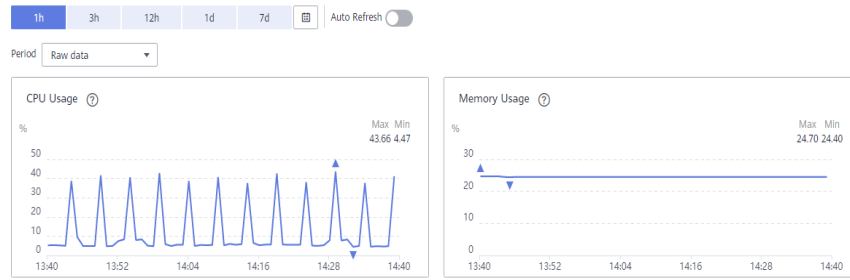 1h 3h 12h 1d 7d Auto Refresh
Period Raw data
CPU Usage ?
%
Max Min
43.66 4.47
50
40
30
20
10
0
13:40 13:52 14:04 14:16 14:28 14:40
Memory Usage ?
%
Max Min
24.70 24.40
30
20
10
0
13:40 13:52 14:04 14:16 14:28 14:40